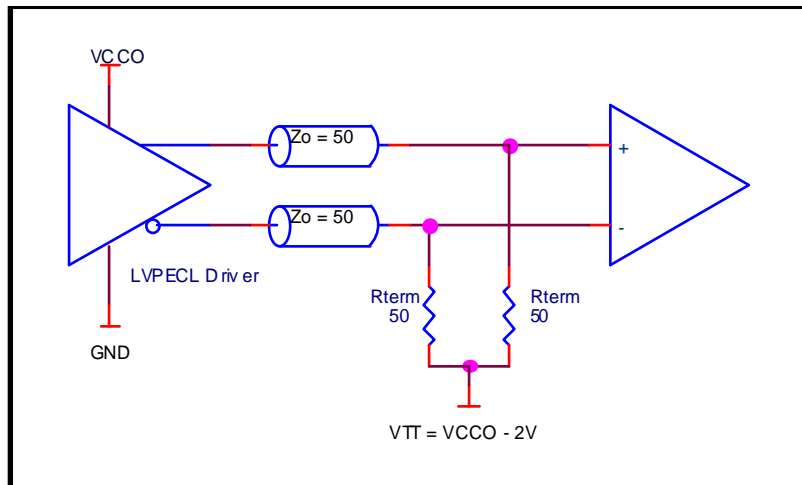 VCCO
Zo = 50
+
Zo = 50
-
LVPECL Driver
Rterm
50
Rterm
50
GND
VTT = VCCO - 2V